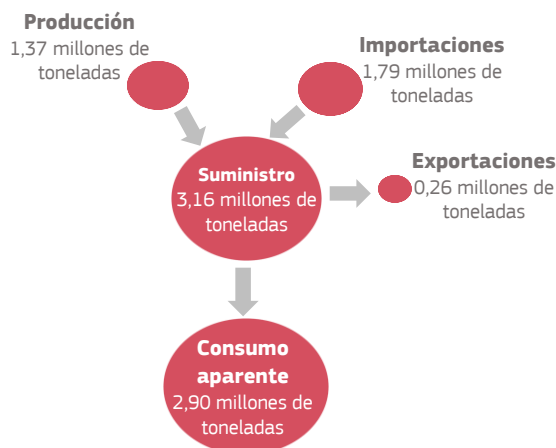 Producción
1,37 millones de
toneladas
Importaciones
1,79 millones de
toneladas
Suministro
3,16 millones de
toneladas
Exportaciones
0,26 millones de
toneladas
Consumo
aparente
2,90 millones de
toneladas